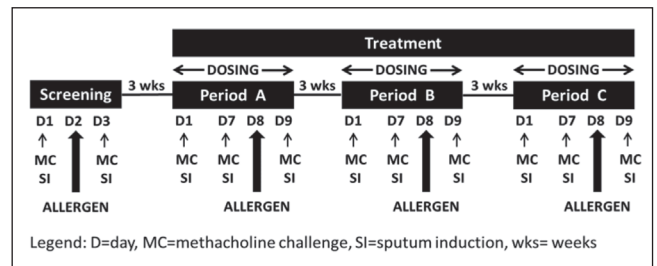 Treatment
DOSING DOSING DOSING
Screening 3 wks Period A 3 wks Period B 3 wks Period C
D1 D2 D3 D1 D7 D8 D9 D1 D7 D8 D9 D1 D7 D8 D9
MC MC MC MC MC MC MC MC MC MC MC
SI SI SI SI SI SI SI SI SI SI SI
ALLERGEN ALLERGEN ALLERGEN ALLERGEN
Legend: D=day, MC=methacholine challenge, SI=sputum induction, wks= weeks